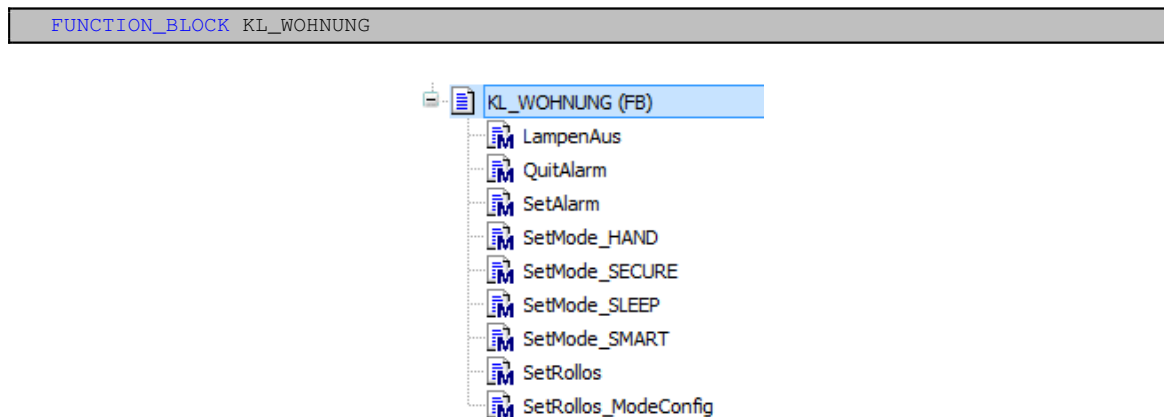 FUNCTION_BLOCK KL_WOHNUNG
KL_WOHNUNG (FB)
LampenAus
QuitAlarm
SetAlarm
SetMode_HAND
SetMode_SECURE
SetMode_SLEEP
SetMode_SMART
SetRollos
SetRollos_ModeConfig